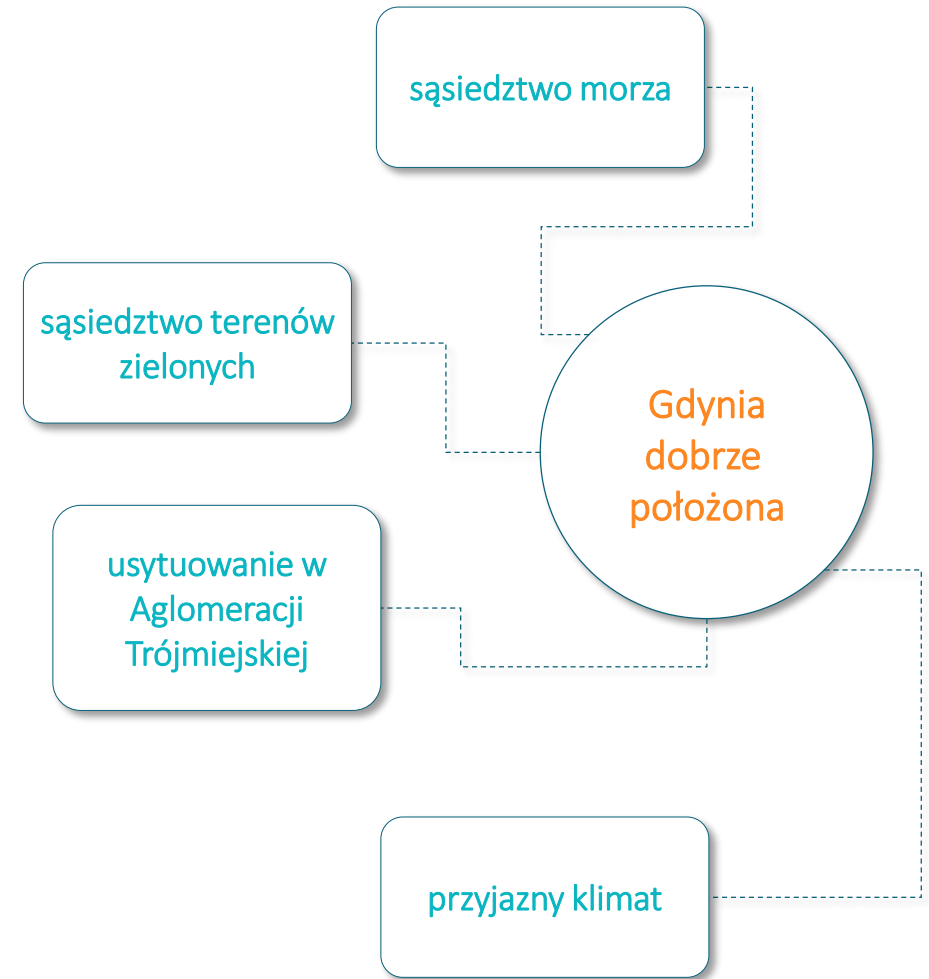 sąsiedztwo morza
sąsiedztwo terenów
zielonych
Gdynia
dobrze
położona
usytuowanie w
Aglomeracji
Trójmiejskiej
przyjazny klimat